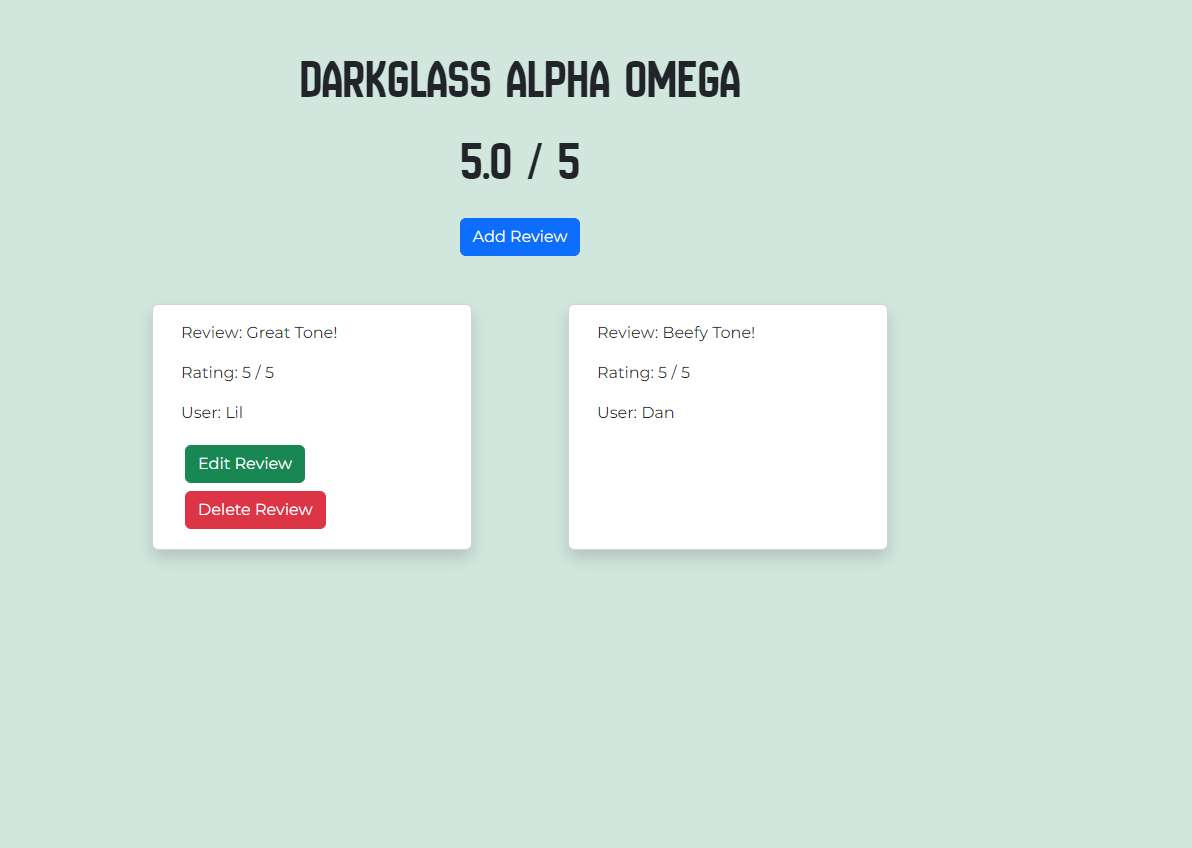 DARKGLASS ALPHA OMEGA
5.0 / 5
Add Review
Review: Great Tone!
Rating: 5 / 5
User: Lil
Edit Review
Delete Review
Review: Beefy Tone!
Rating: 5 / 5
User: Dan